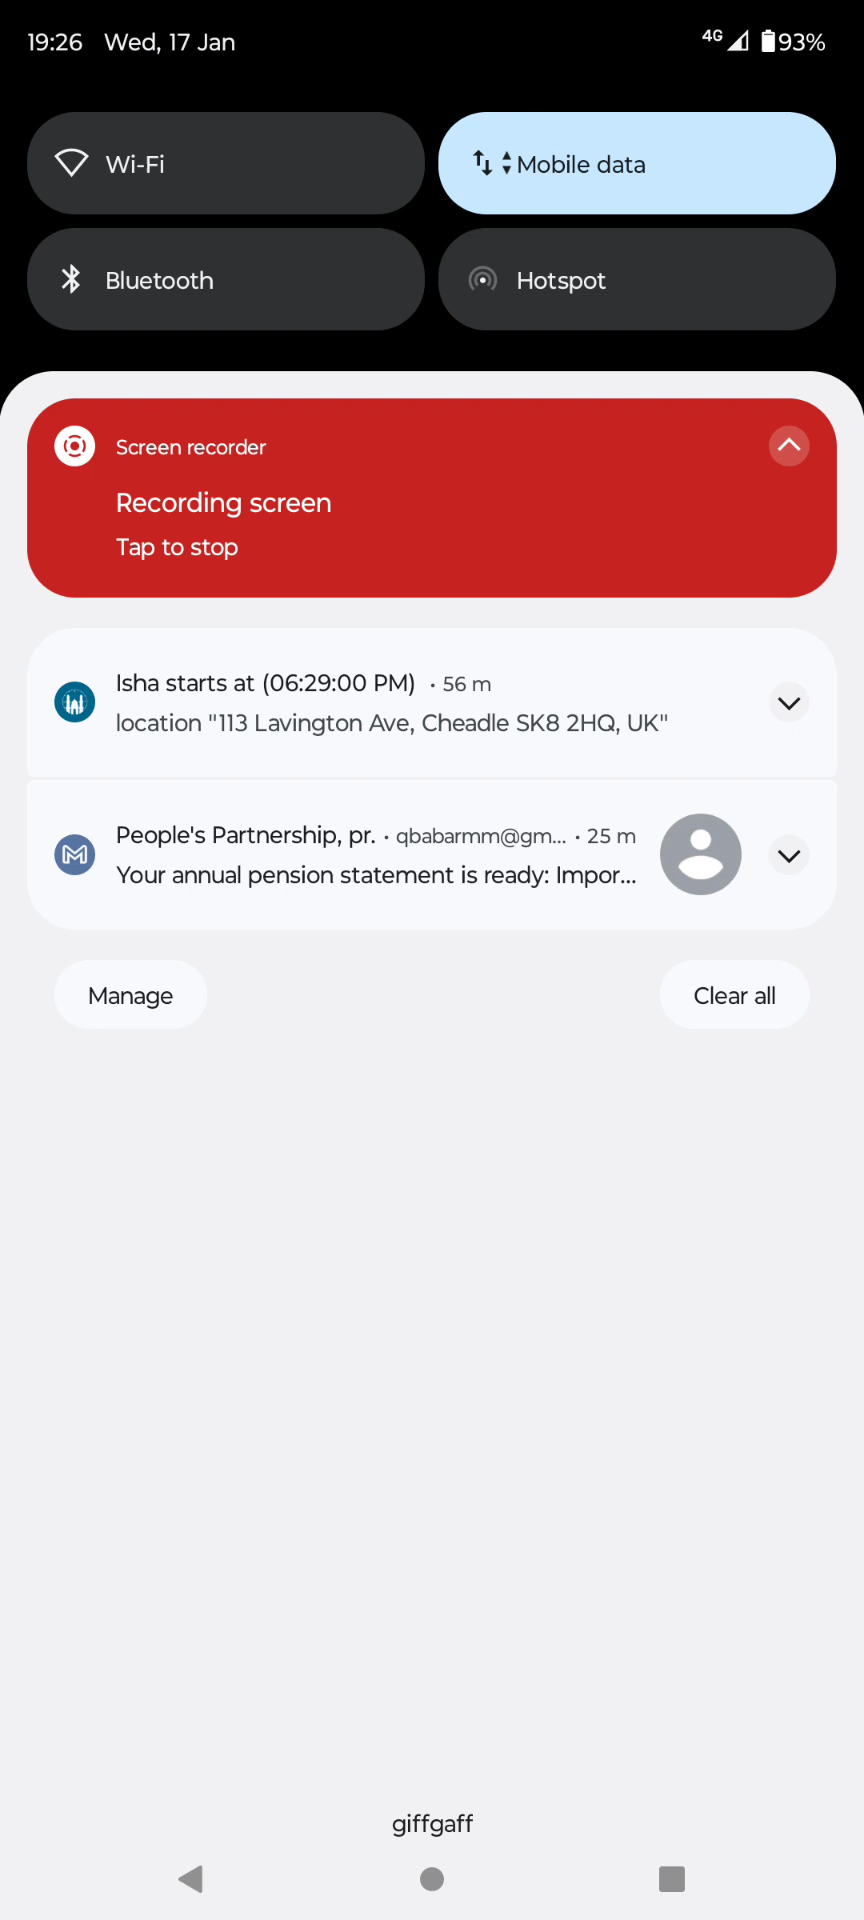 19:26 Wed, 17 Jan 4G 93%
Wi-Fi
Mobile data
Bluetooth
Hotspot
Screen recorder
Recording screen
Tap to stop
Isha starts at (06:29:00 PM) • 56 m
location "113 Lavington Ave, Cheadle SK8 2HQ, UK"
People's Partnership, pr. • qbabarmm@gm... • 25 m
Your annual pension statement is ready: Impor...
Manage
Clear all
giffgaff